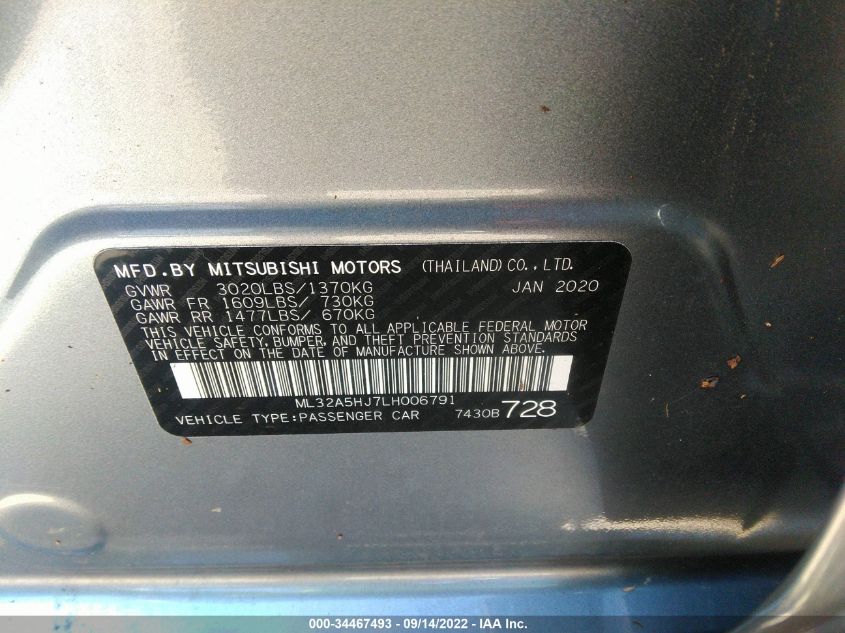 MFD.BY MITSUBISHI MOTORS (THAILAND)CO.,LTD.
GVWR 3020LBS/1370KG JAN 2020
GAWR FR 1609LBS/ 730KG
GAWR RR 1477LBS/ 670KG
THIS VEHICLE CONFORMS TO ALL APPLICABLE FEDERAL MOTOR
VEHICLE SAFETY, BUMPER, AND THEFT PREVENTION STANDARDS
IN EFFECT ON THE DATE OF MANUFACTURE SHOWN ABOVE.
ML32A5HJ7LH006791
VEHICLE TYPE:PASSENGER CAR 7430B 728
000-34467493 - 09/14/2022 - IAA Inc.